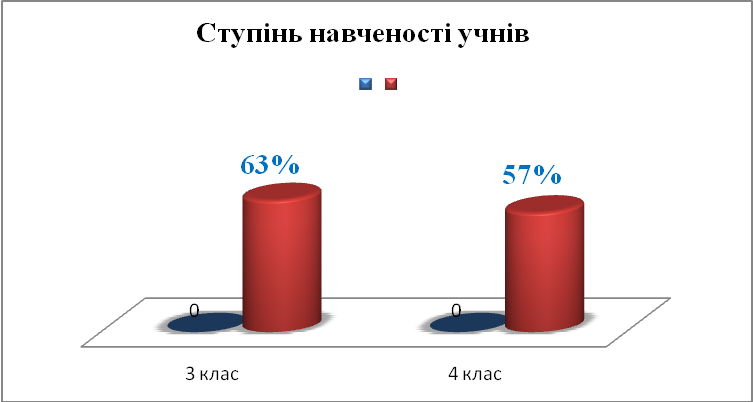 Ступінь навченості учнів
63%
57%
0
0
3 клас
4 клас